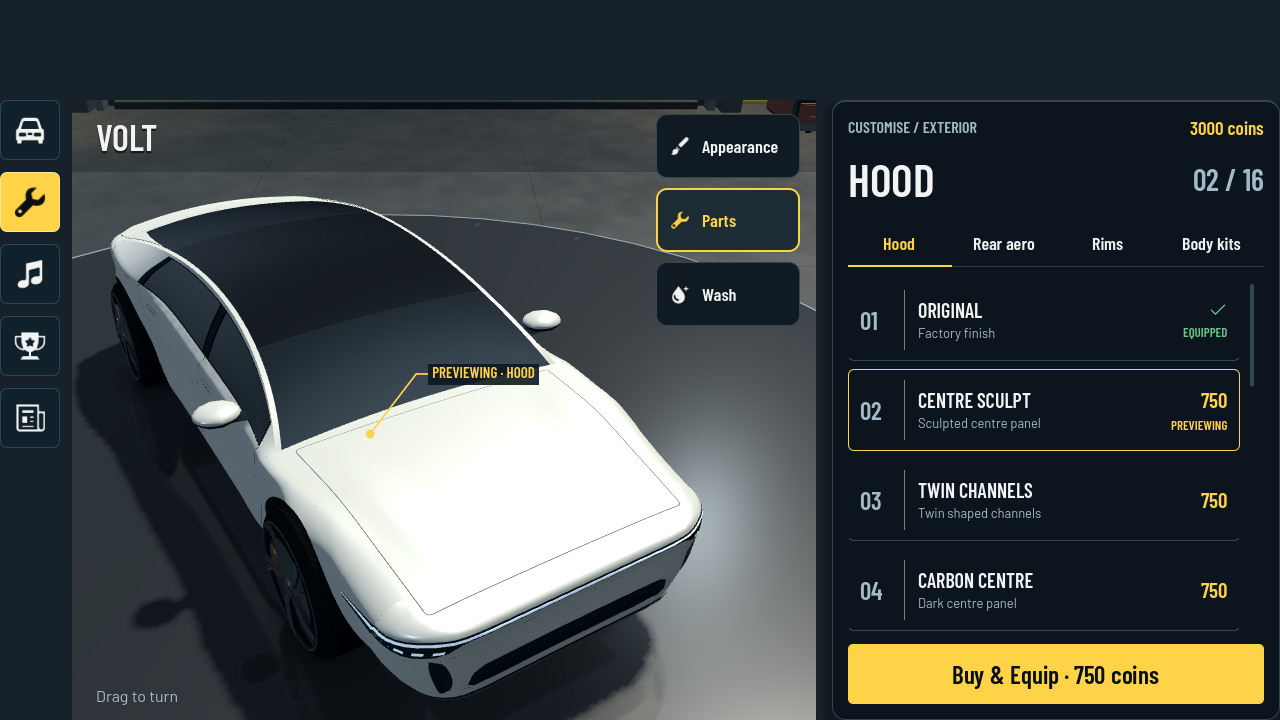 VOLT
Appearance
Parts
Wash
PREVIEWING · HOOD
Drag to turn
CUSTOMISE / EXTERIOR
3000 coins
HOOD
02 / 16
Hood
Rear aero
Rims
Body kits
01
ORIGINAL
Factory finish
EQUIPPED
02
CENTRE SCULPT
Sculpted centre panel
750
PREVIEWING
03
TWIN CHANNELS
Twin shaped channels
750
04
CARBON CENTRE
Dark centre panel
750
Buy & Equip · 750 coins